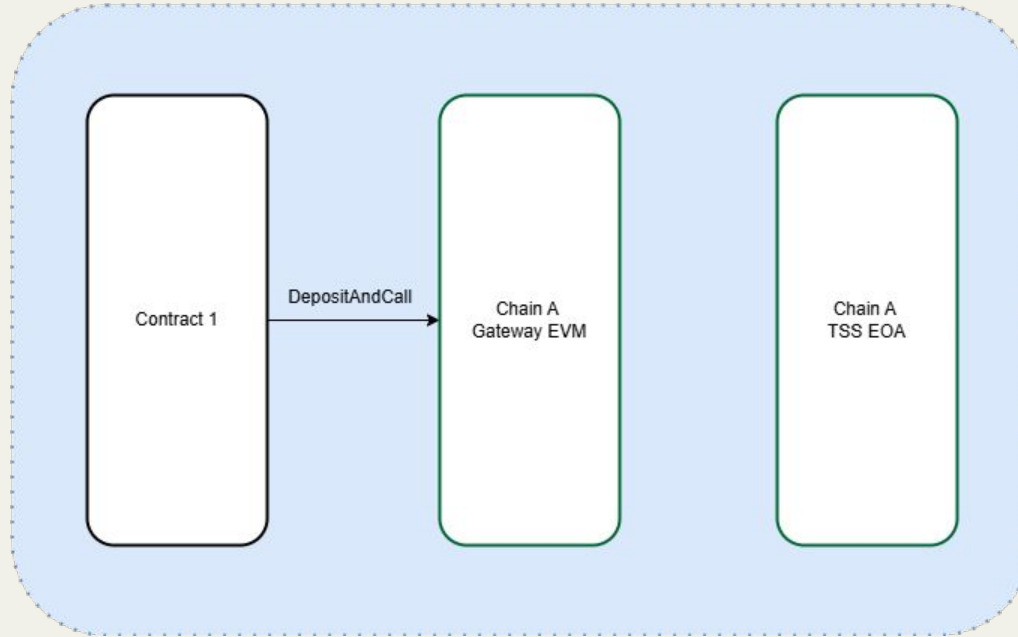 Contract 1
DepositAndCall
Chain A
Gateway EVM
Chain A
TSS EOA